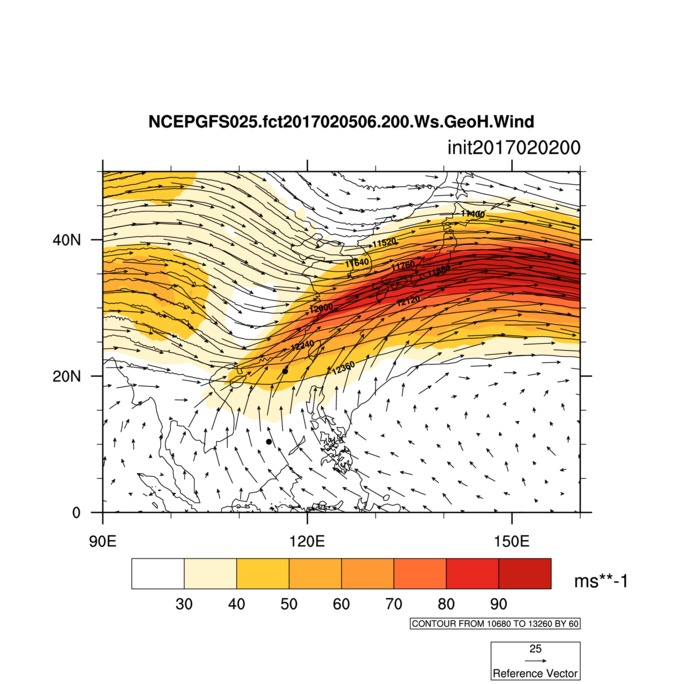 NCEPGFS025.fct2017020506.200.Ws.GeoH.Wind
init2017020200
11400
11520
11640
11760
11880
12000
12120
12240
12360
40N
20N
0
90E 120E 150E
ms**-1
30 40 50 60 70 80 90
CONTOUR FROM 10680 TO 13260 BY 60
25
Reference Vector